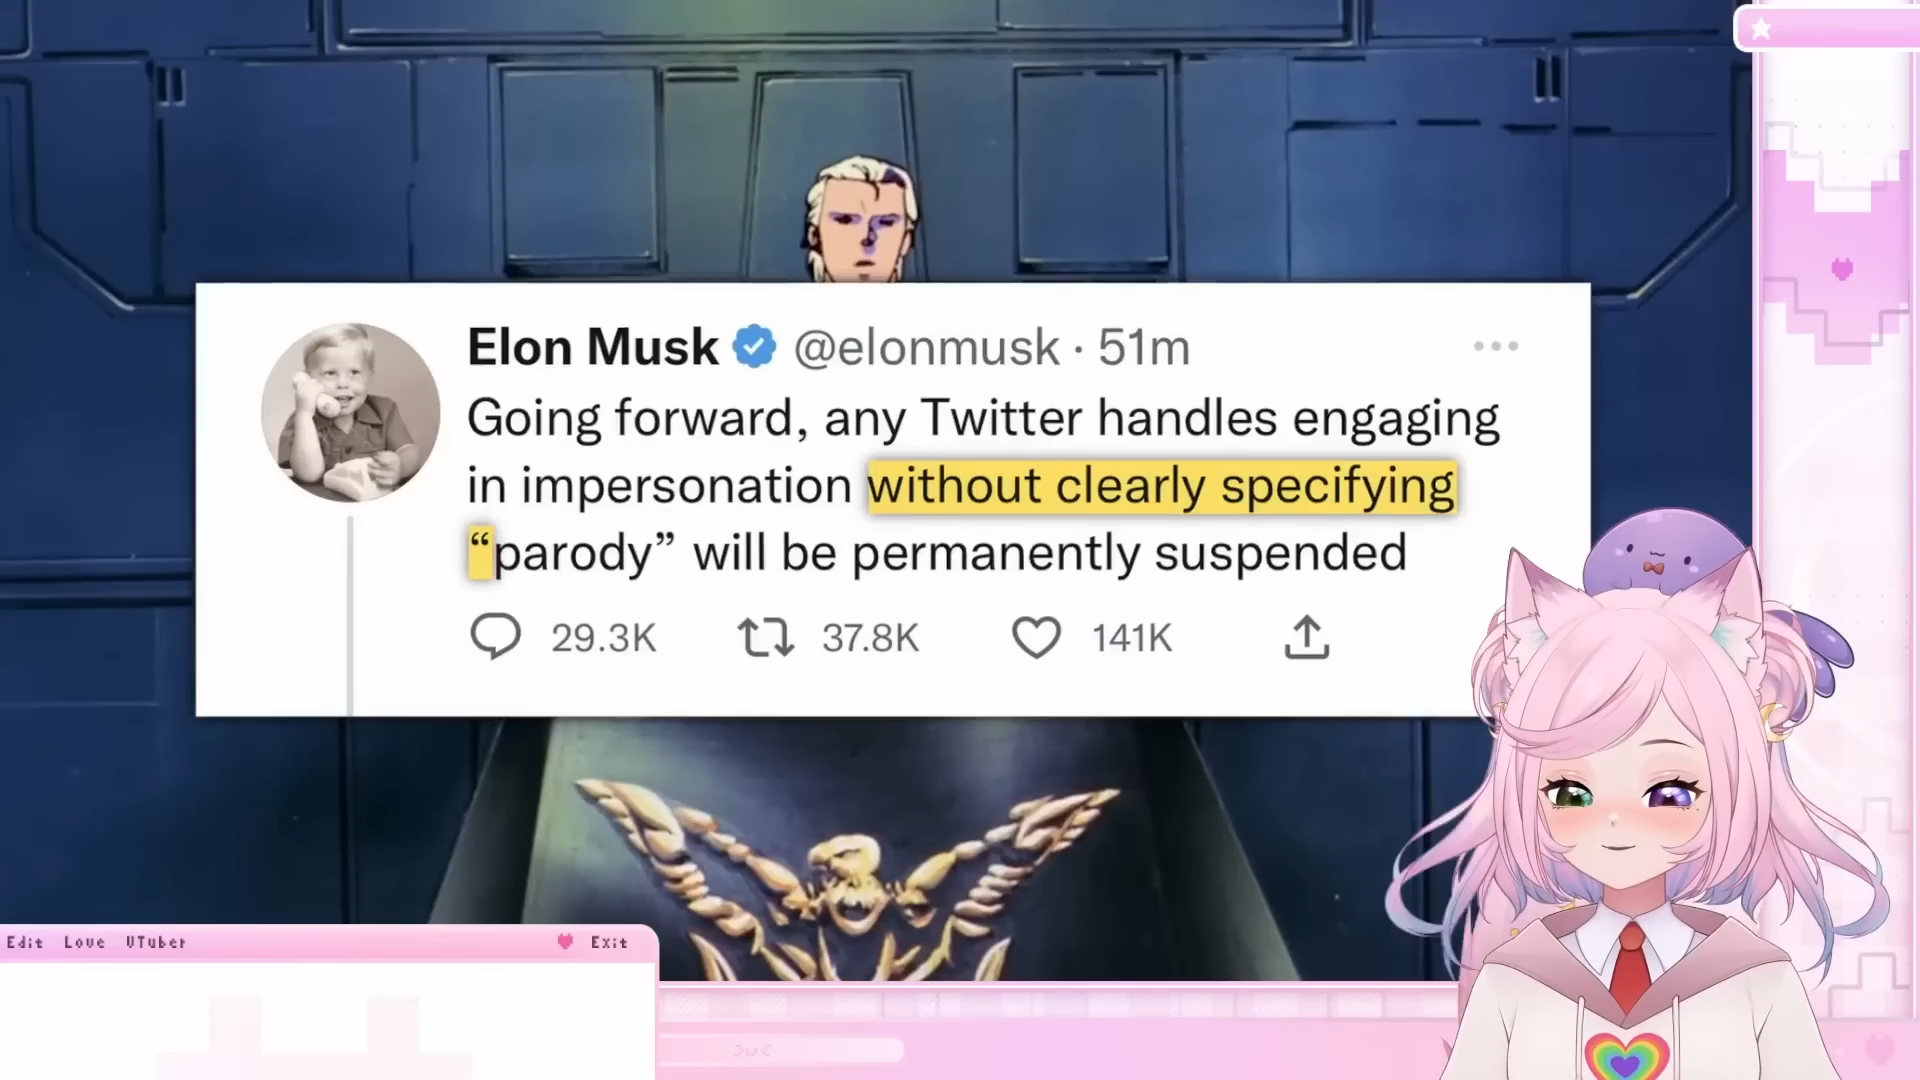 Elon Musk @elonmusk · 51m
Going forward, any Twitter handles engaging
in impersonation without clearly specifying
“parody” will be permanently suspended
29.3K 37.8K 141K
Edit Love VTuber Exit
>ω<